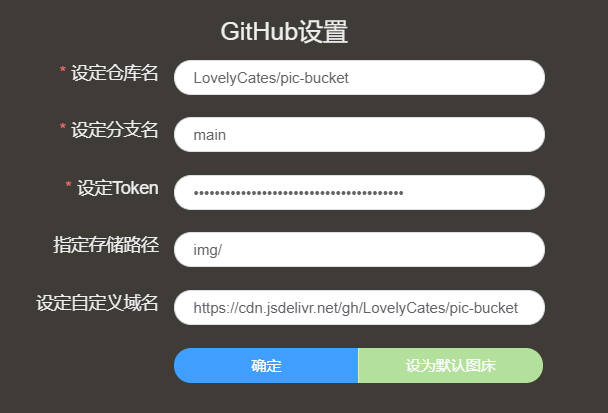 GitHub设置
* 设定仓库名
LovelyCates/pic-bucket
* 设定分支名
main
* 设定Token
••••••••••••••••••••••••••••••••••••••••
指定存储路径
img/
设定自定义域名
https://cdn.jsdelivr.net/gh/LovelyCates/pic-bucket
确定
设为默认图床